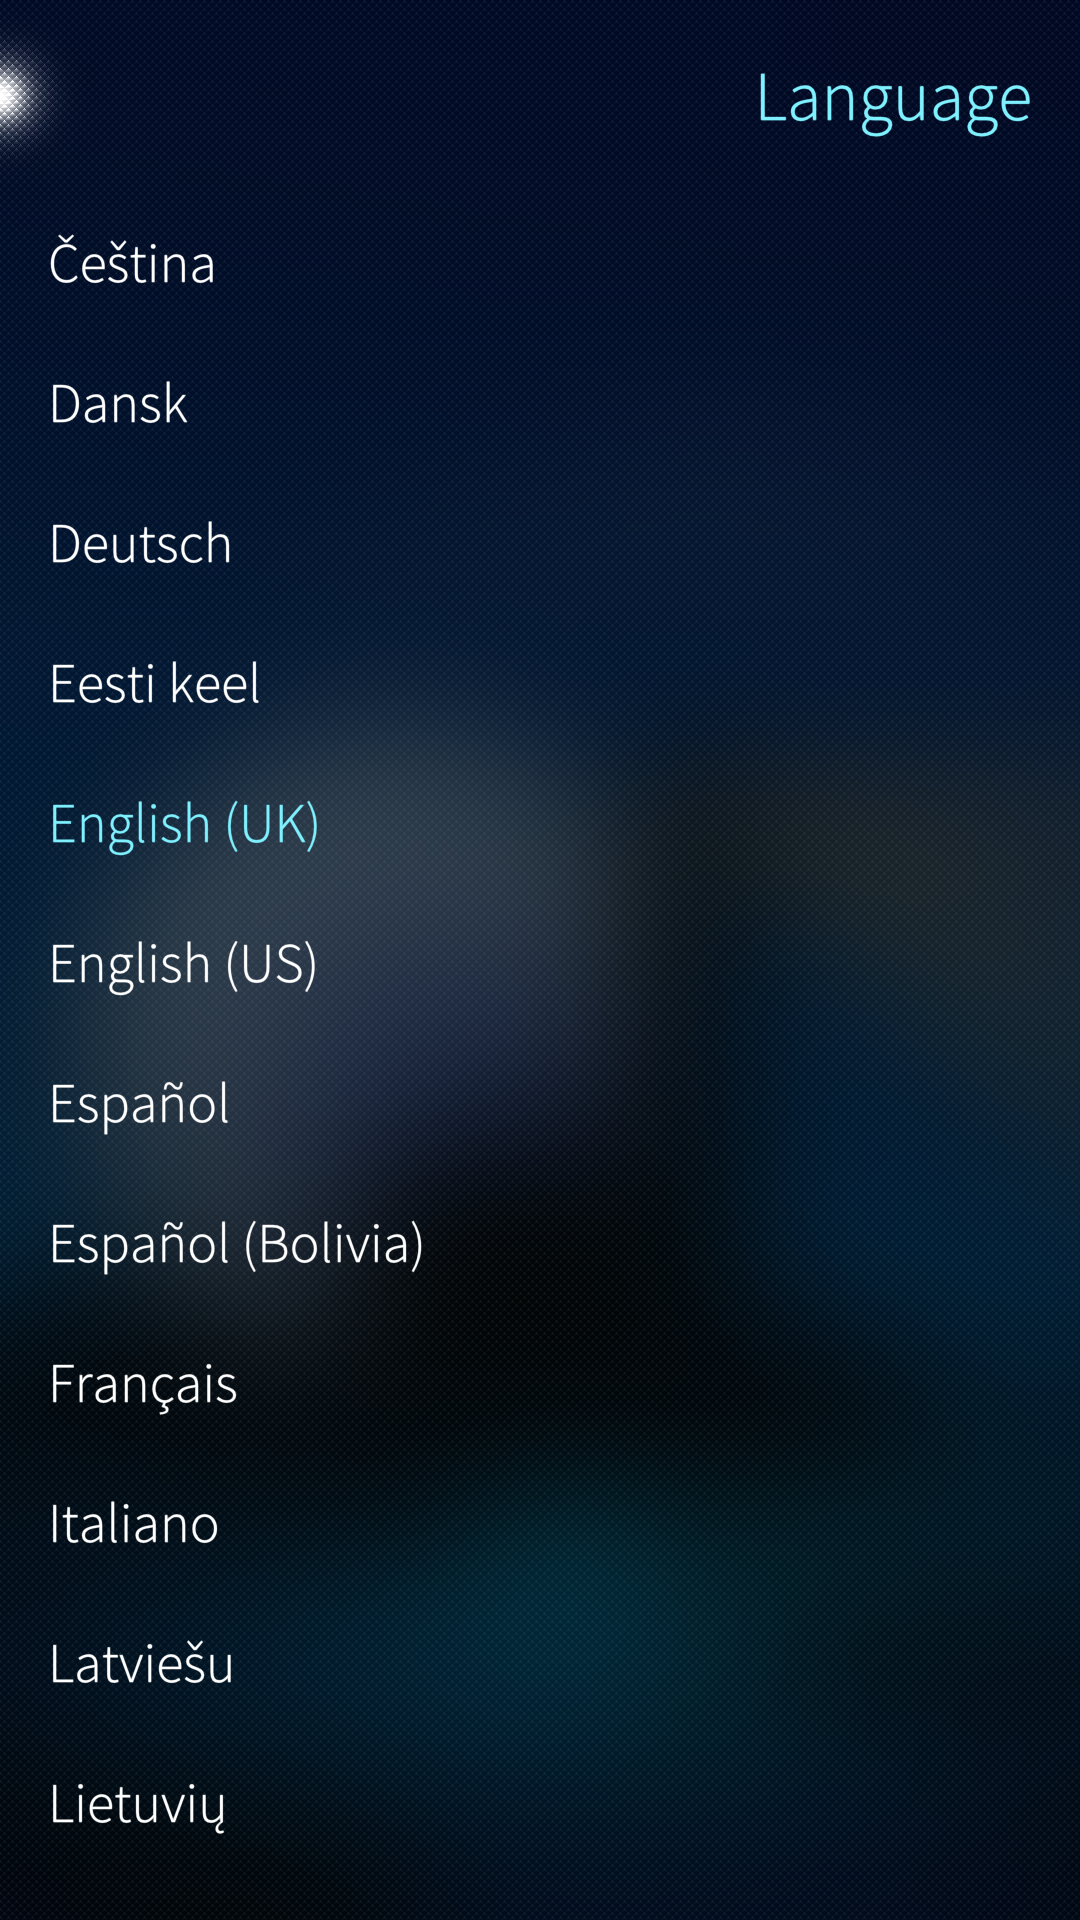 Language
Čeština
Dansk
Deutsch
Eesti keel
English (UK)
English (US)
Español
Español (Bolivia)
Français
Italiano
Latviešu
Lietuvių